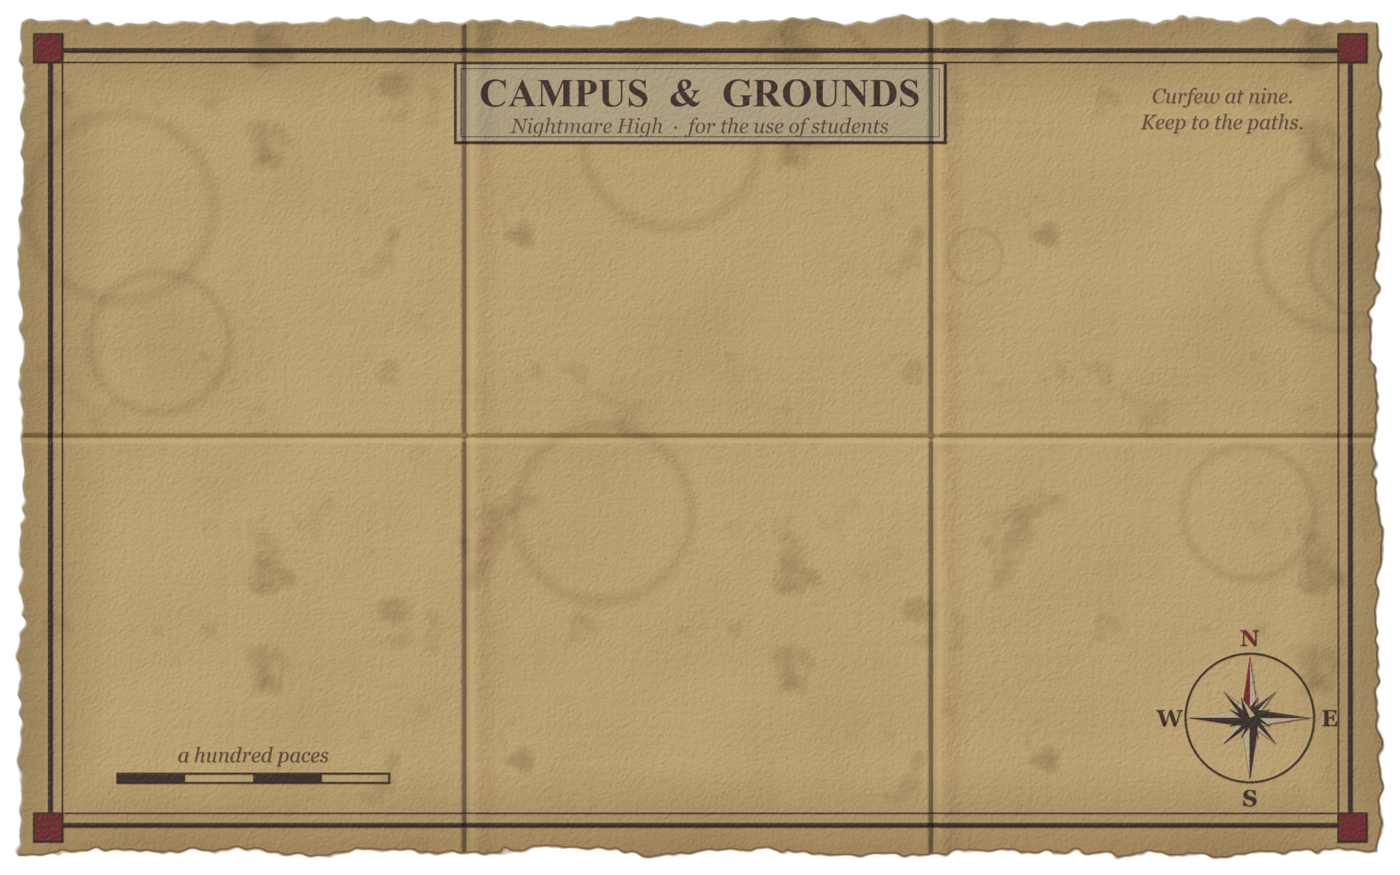 CAMPUS & GROUNDS
Nightmare High · for the use of students
Curfew at nine.
Keep to the paths.
N
W
E
S
a hundred paces